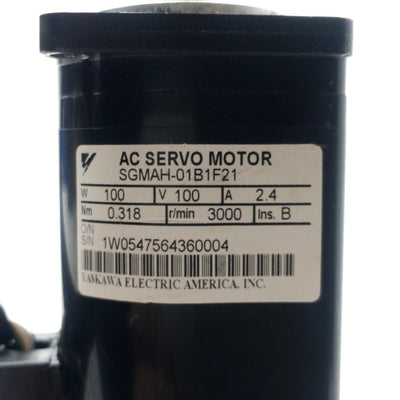 AC SERVO MOTOR
SGMAH-01B1F21
W 100 V 100 A 2.4
Nm 0.318 r/min 3000 Ins. B
O/N
S/N 1W0547564360004
YASKAWA ELECTRIC AMERICA, INC.